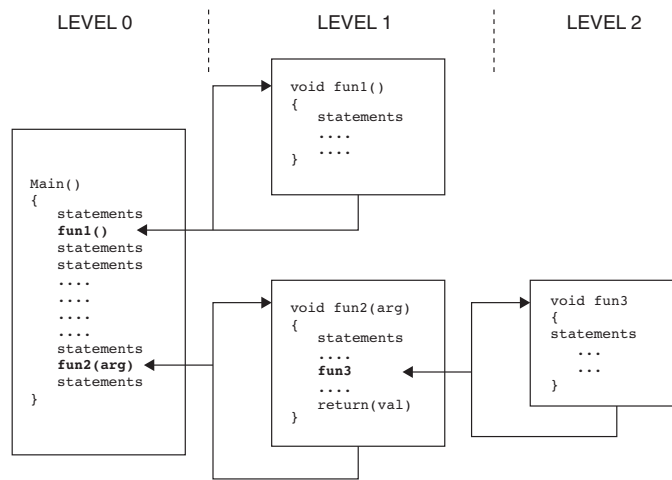 LEVEL 0
LEVEL 1
LEVEL 2
Main()
{
statements
fun1()
statements
statements
....
....
....
....
statements
fun2(arg)
statements
}
void fun1()
{
statements
....
....
}
void fun2(arg)
{
statements
....
fun3
....
return(val)
}
void fun3
{
statements
...
...
}